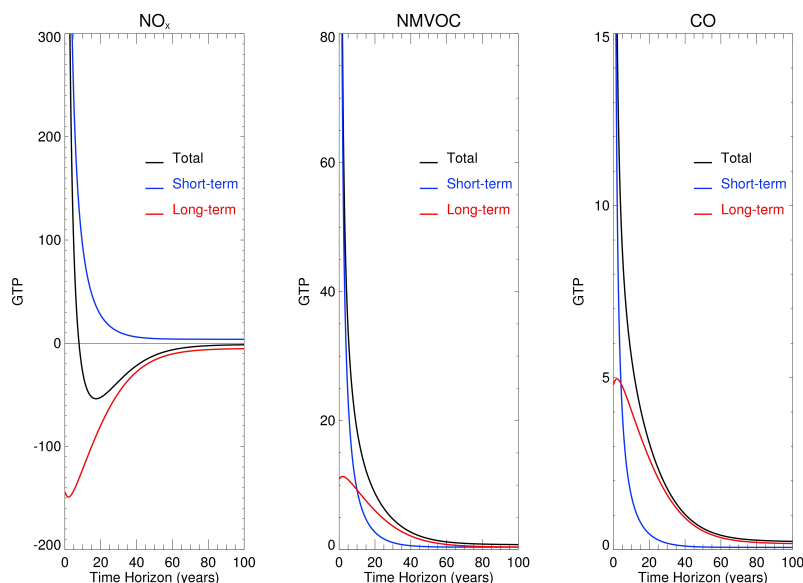 NOₓ
300
200
100
0
-100
-200
GTP
Total
Short-term
Long-term
0 20 40 60 80 100
Time Horizon (years)
NMVOC
80
60
40
20
0
GTP
Total
Short-term
Long-term
0 20 40 60 80 100
Time Horizon (years)
CO
15
10
5
0
GTP
Total
Short-term
Long-term
0 20 40 60 80 100
Time Horizon (years)